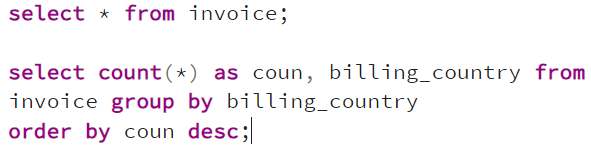 select * from invoice;
select count(*) as coun, billing_country from
invoice group by billing_country
order by coun desc;